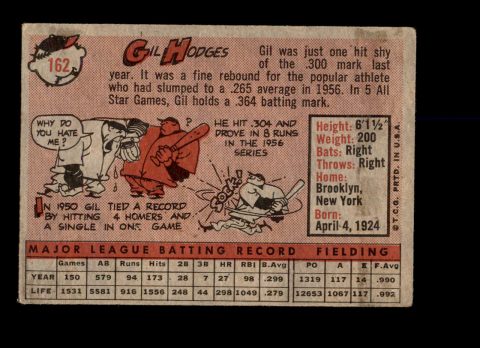 162
GIL HODGES
Gil was just one hit shy
of the .300 mark last
year. It was a fine rebound for the popular athlete
who had slumped to a .265 average in 1956. In 5 All
Star Games, Gil holds a .364 batting mark.
WHY DO YOU
HATE ME?
?
HE HIT .304 AND
DROVE IN 8 RUNS
IN THE 1956
SERIES
SOCKO
IN 1950 GIL TIED A RECORD
BY HITTING 4 HOMERS AND
A SINGLE IN ONE GAME
Height: 6'1½"
Weight: 200
Bats: Right
Throws: Right
Home:
Brooklyn,
New York
Born:
April 4, 1924
©T.C.G. PRTD. IN U.S.A.
MAJOR LEAGUE BATTING RECORD FIELDING
Games AB Runs Hits 2B 3B HR RBI B.Avg PO A E F.Avg
YEAR 150 579 94 173 28 7 27 98 .299 1319 117 14 .990
LIFE 1531 5581 916 1556 248 44 298 1049 .279 12653 1067 117 .992